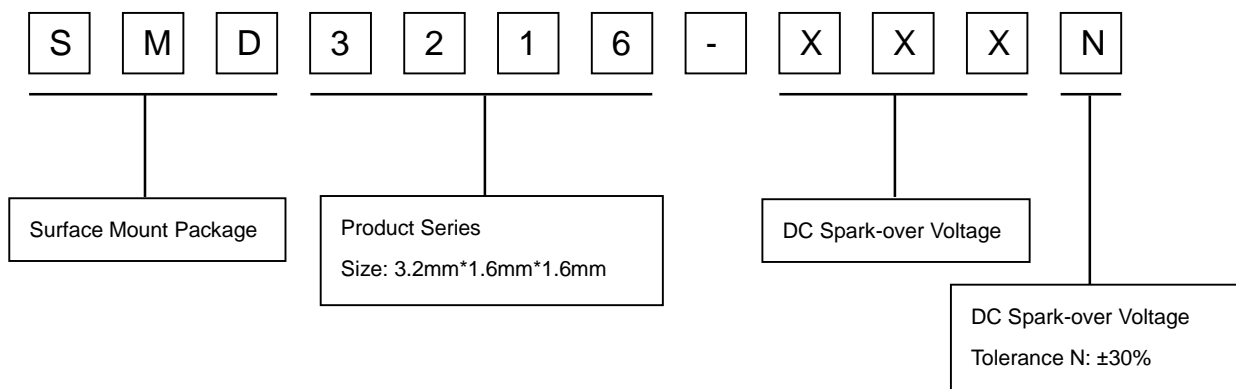 S M D 3 2 1 6 - X X X N
Surface Mount Package
Product Series
Size: 3.2mm*1.6mm*1.6mm
DC Spark-over Voltage
DC Spark-over Voltage
Tolerance N: ±30%